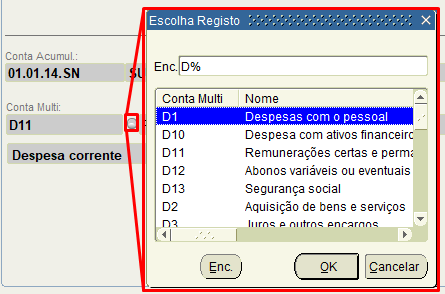 Escolha Registo
Conta Acumul.:
01.01.14.SN
SU
Enc. D%
Conta Multi:
D11
Despesa corrente
Conta Multi Nome
D1 Despesas com o pessoal
D10 Despesa com ativos financeiro
D11 Remunerações certas e perma
D12 Abonos variáveis ou eventuais
D13 Segurança social
D2 Aquisição de bens e serviços
D3 Juros e outros encargos
Enc. OK Cancelar